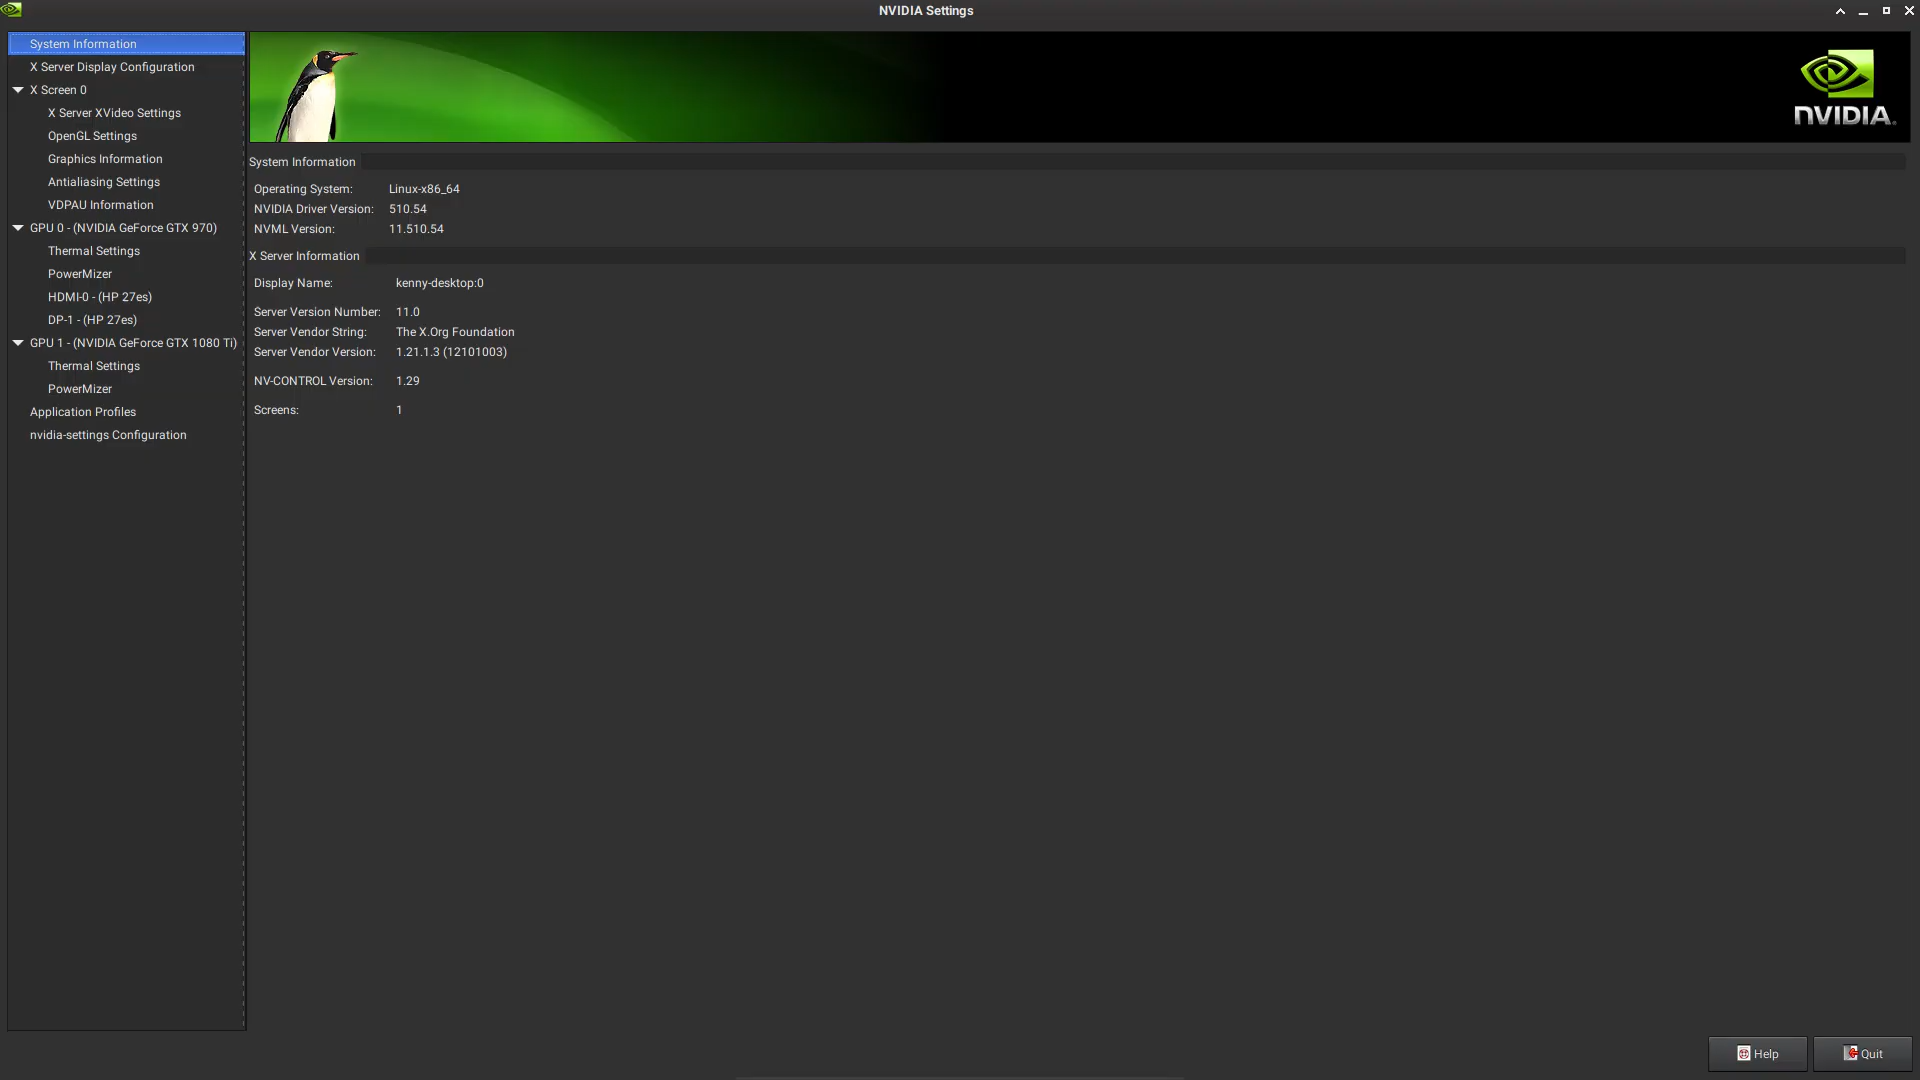 NVIDIA Settings
System Information
X Server Display Configuration
X Screen 0
X Server XVideo Settings
OpenGL Settings
Graphics Information
Antialiasing Settings
VDPAU Information
GPU 0 - (NVIDIA GeForce GTX 970)
Thermal Settings
PowerMizer
HDMI-0 - (HP 27es)
DP-1 - (HP 27es)
GPU 1 - (NVIDIA GeForce GTX 1080 Ti)
Thermal Settings
PowerMizer
Application Profiles
nvidia-settings Configuration
NVIDIA.
System Information
Operating System: Linux-x86_64
NVIDIA Driver Version: 510.54
NVML Version: 11.510.54
X Server Information
Display Name: kenny-desktop:0
Server Version Number: 11.0
Server Vendor String: The X.Org Foundation
Server Vendor Version: 1.21.1.3 (12101003)
NV-CONTROL Version: 1.29
Screens: 1
Help
Quit